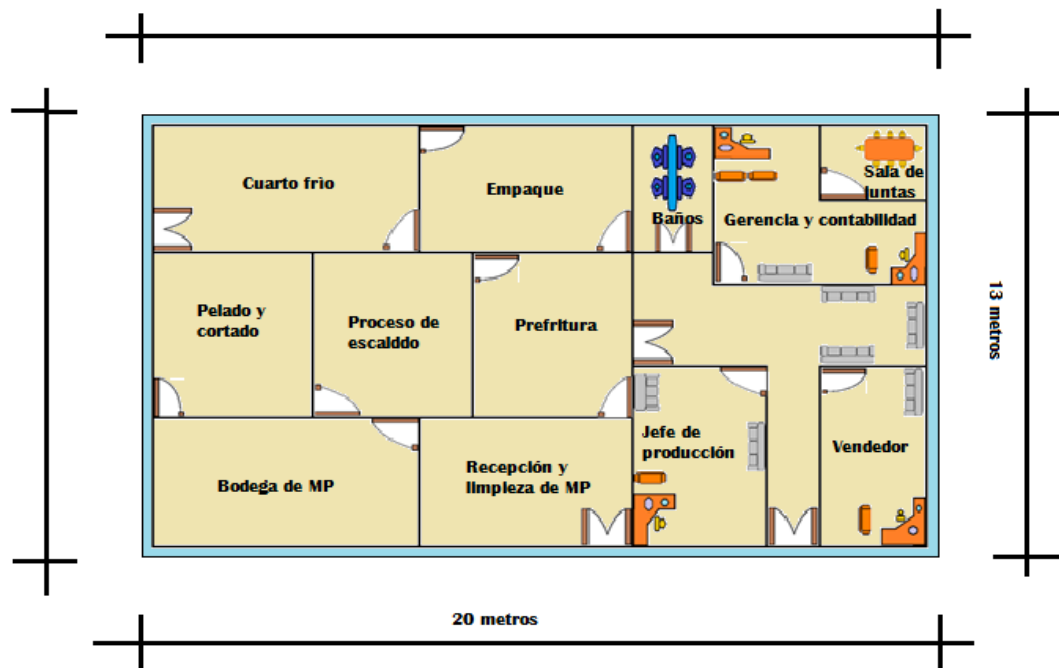 Cuarto frìo
Empaque
Baños
Sala de
juntas
Gerencia y contabilidad
Pelado y
cortado
Proceso de
escalddo
Prefritura
13 metros
Jefe de
producción
Vendedor
Bodega de MP
Recepción y
limpieza de MP
20 metros